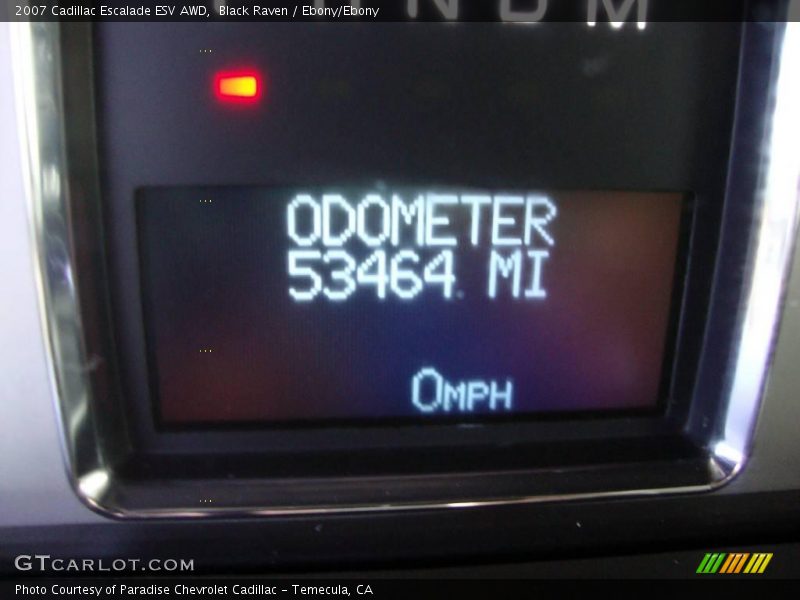 2007 Cadillac Escalade ESV AWD, Black Raven / Ebony/Ebony
N D M
ODOMETER
53464 MI
0MPH
GTCARLOT.COM
Photo Courtesy of Paradise Chevrolet Cadillac – Temecula, CA